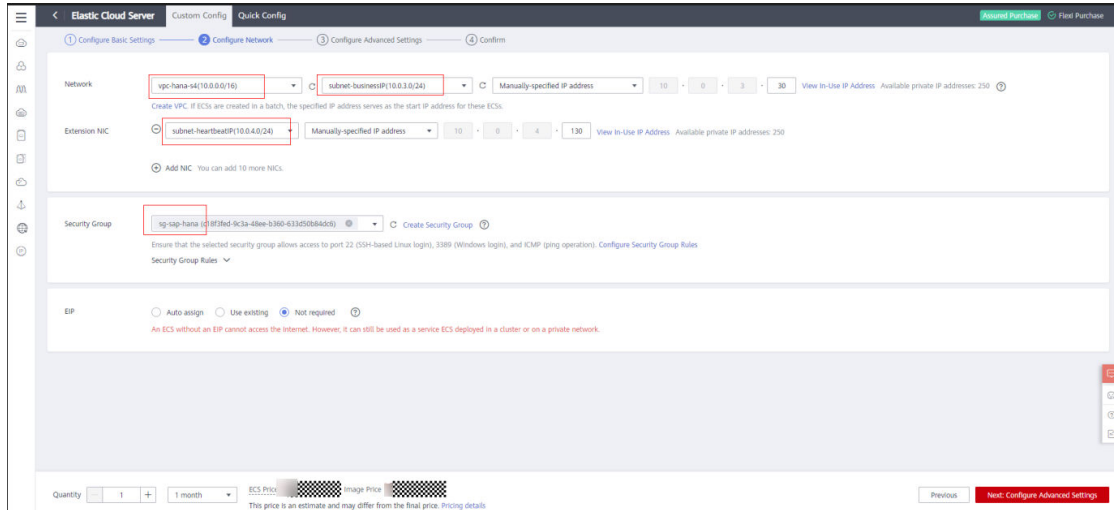 Elastic Cloud Server Custom Config Quick Config Assured Purchase Flexi Purchase
1 Configure Basic Settings 2 Configure Network 3 Configure Advanced Settings 4 Confirm
Network vpc-hana-s4(10.0.0.0/16) subnet-businessIP(10.0.3.0/24) Manually-specified IP address 10 · 0 · 3 · 30 View In-Use IP Address Available private IP addresses: 250
Create VPC. If ECSs are created in a batch, the specified IP address serves as the start IP address for these ECSs.
Extension NIC subnet-heartbeatIP(10.0.4.0/24) Manually-specified IP address 10 · 0 · 4 · 130 View In-Use IP Address Available private IP addresses: 250
Add NIC You can add 10 more NICs.
Security Group sg-sap-hana (c18f3fed-9c3a-48ee-b360-633d50b84dc6) Create Security Group
Ensure that the selected security group allows access to port 22 (SSH-based Linux login), 3389 (Windows login), and ICMP (ping operation). Configure Security Group Rules
Security Group Rules
EIP Auto assign Use existing Not required
An ECS without an EIP cannot access the Internet. However, it can still be used as a service ECS deployed in a cluster or on a private network.
Quantity 1 + 1 month ECS Price Image Price Previous Next: Configure Advanced Settings
This price is an estimate and may differ from the final price. Pricing details